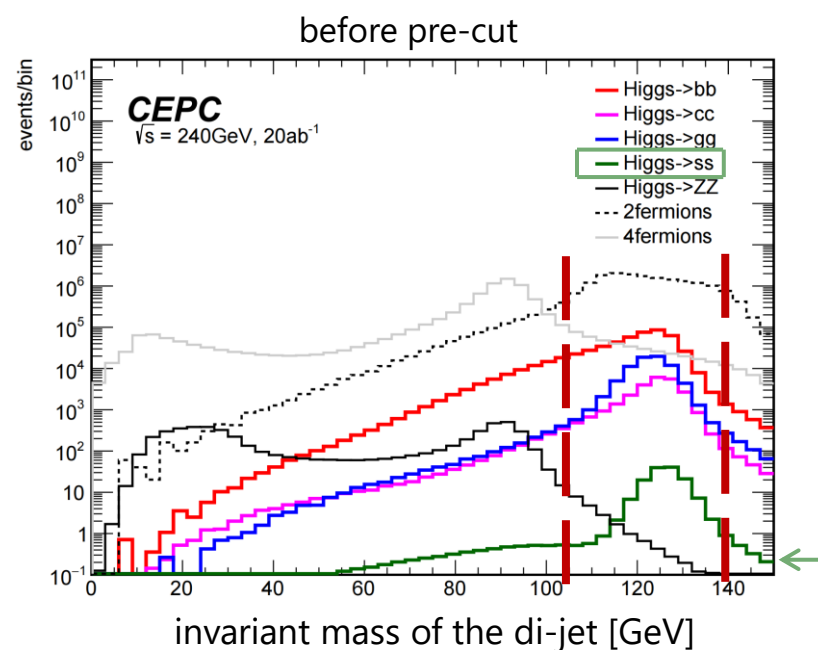 before pre-cut
events/bin
10¹¹
10¹⁰
10⁹
10⁸
10⁷
10⁶
10⁵
10⁴
10³
10²
10
1
10⁻¹
CEPC
√s = 240GeV, 20ab⁻¹
Higgs->bb
Higgs->cc
Higgs->gg
Higgs->ss
Higgs->ZZ
2fermions
4fermions
0 20 40 60 80 100 120 140
invariant mass of the di-jet [GeV]